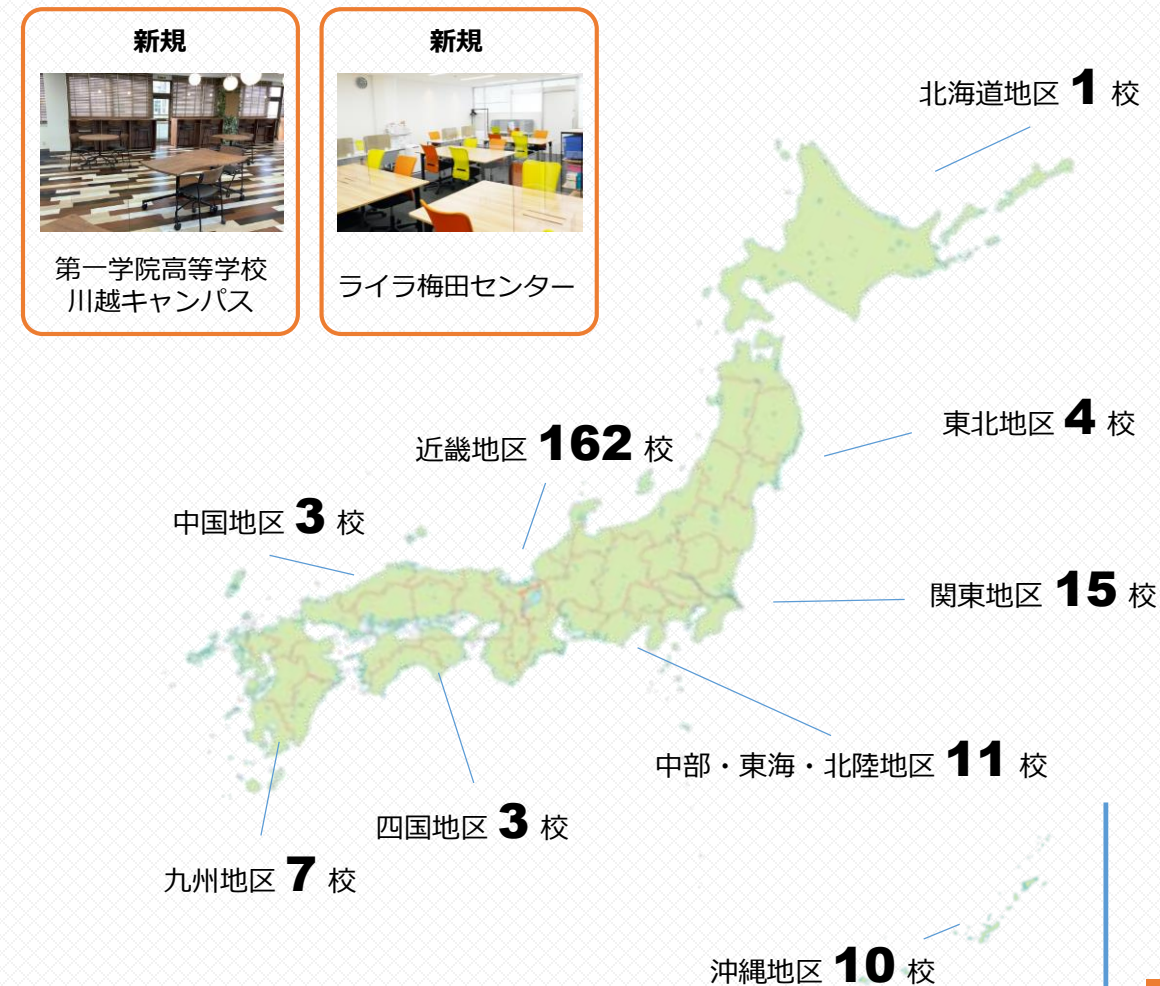 新規
第一学院高等学校
川越キャンパス
新規
ライラ梅田センター
北海道地区 1 校
東北地区 4 校
近畿地区 162 校
中国地区 3 校
関東地区 15 校
中部・東海・北陸地区 11 校
四国地区 3 校
九州地区 7 校
沖縄地区 10 校